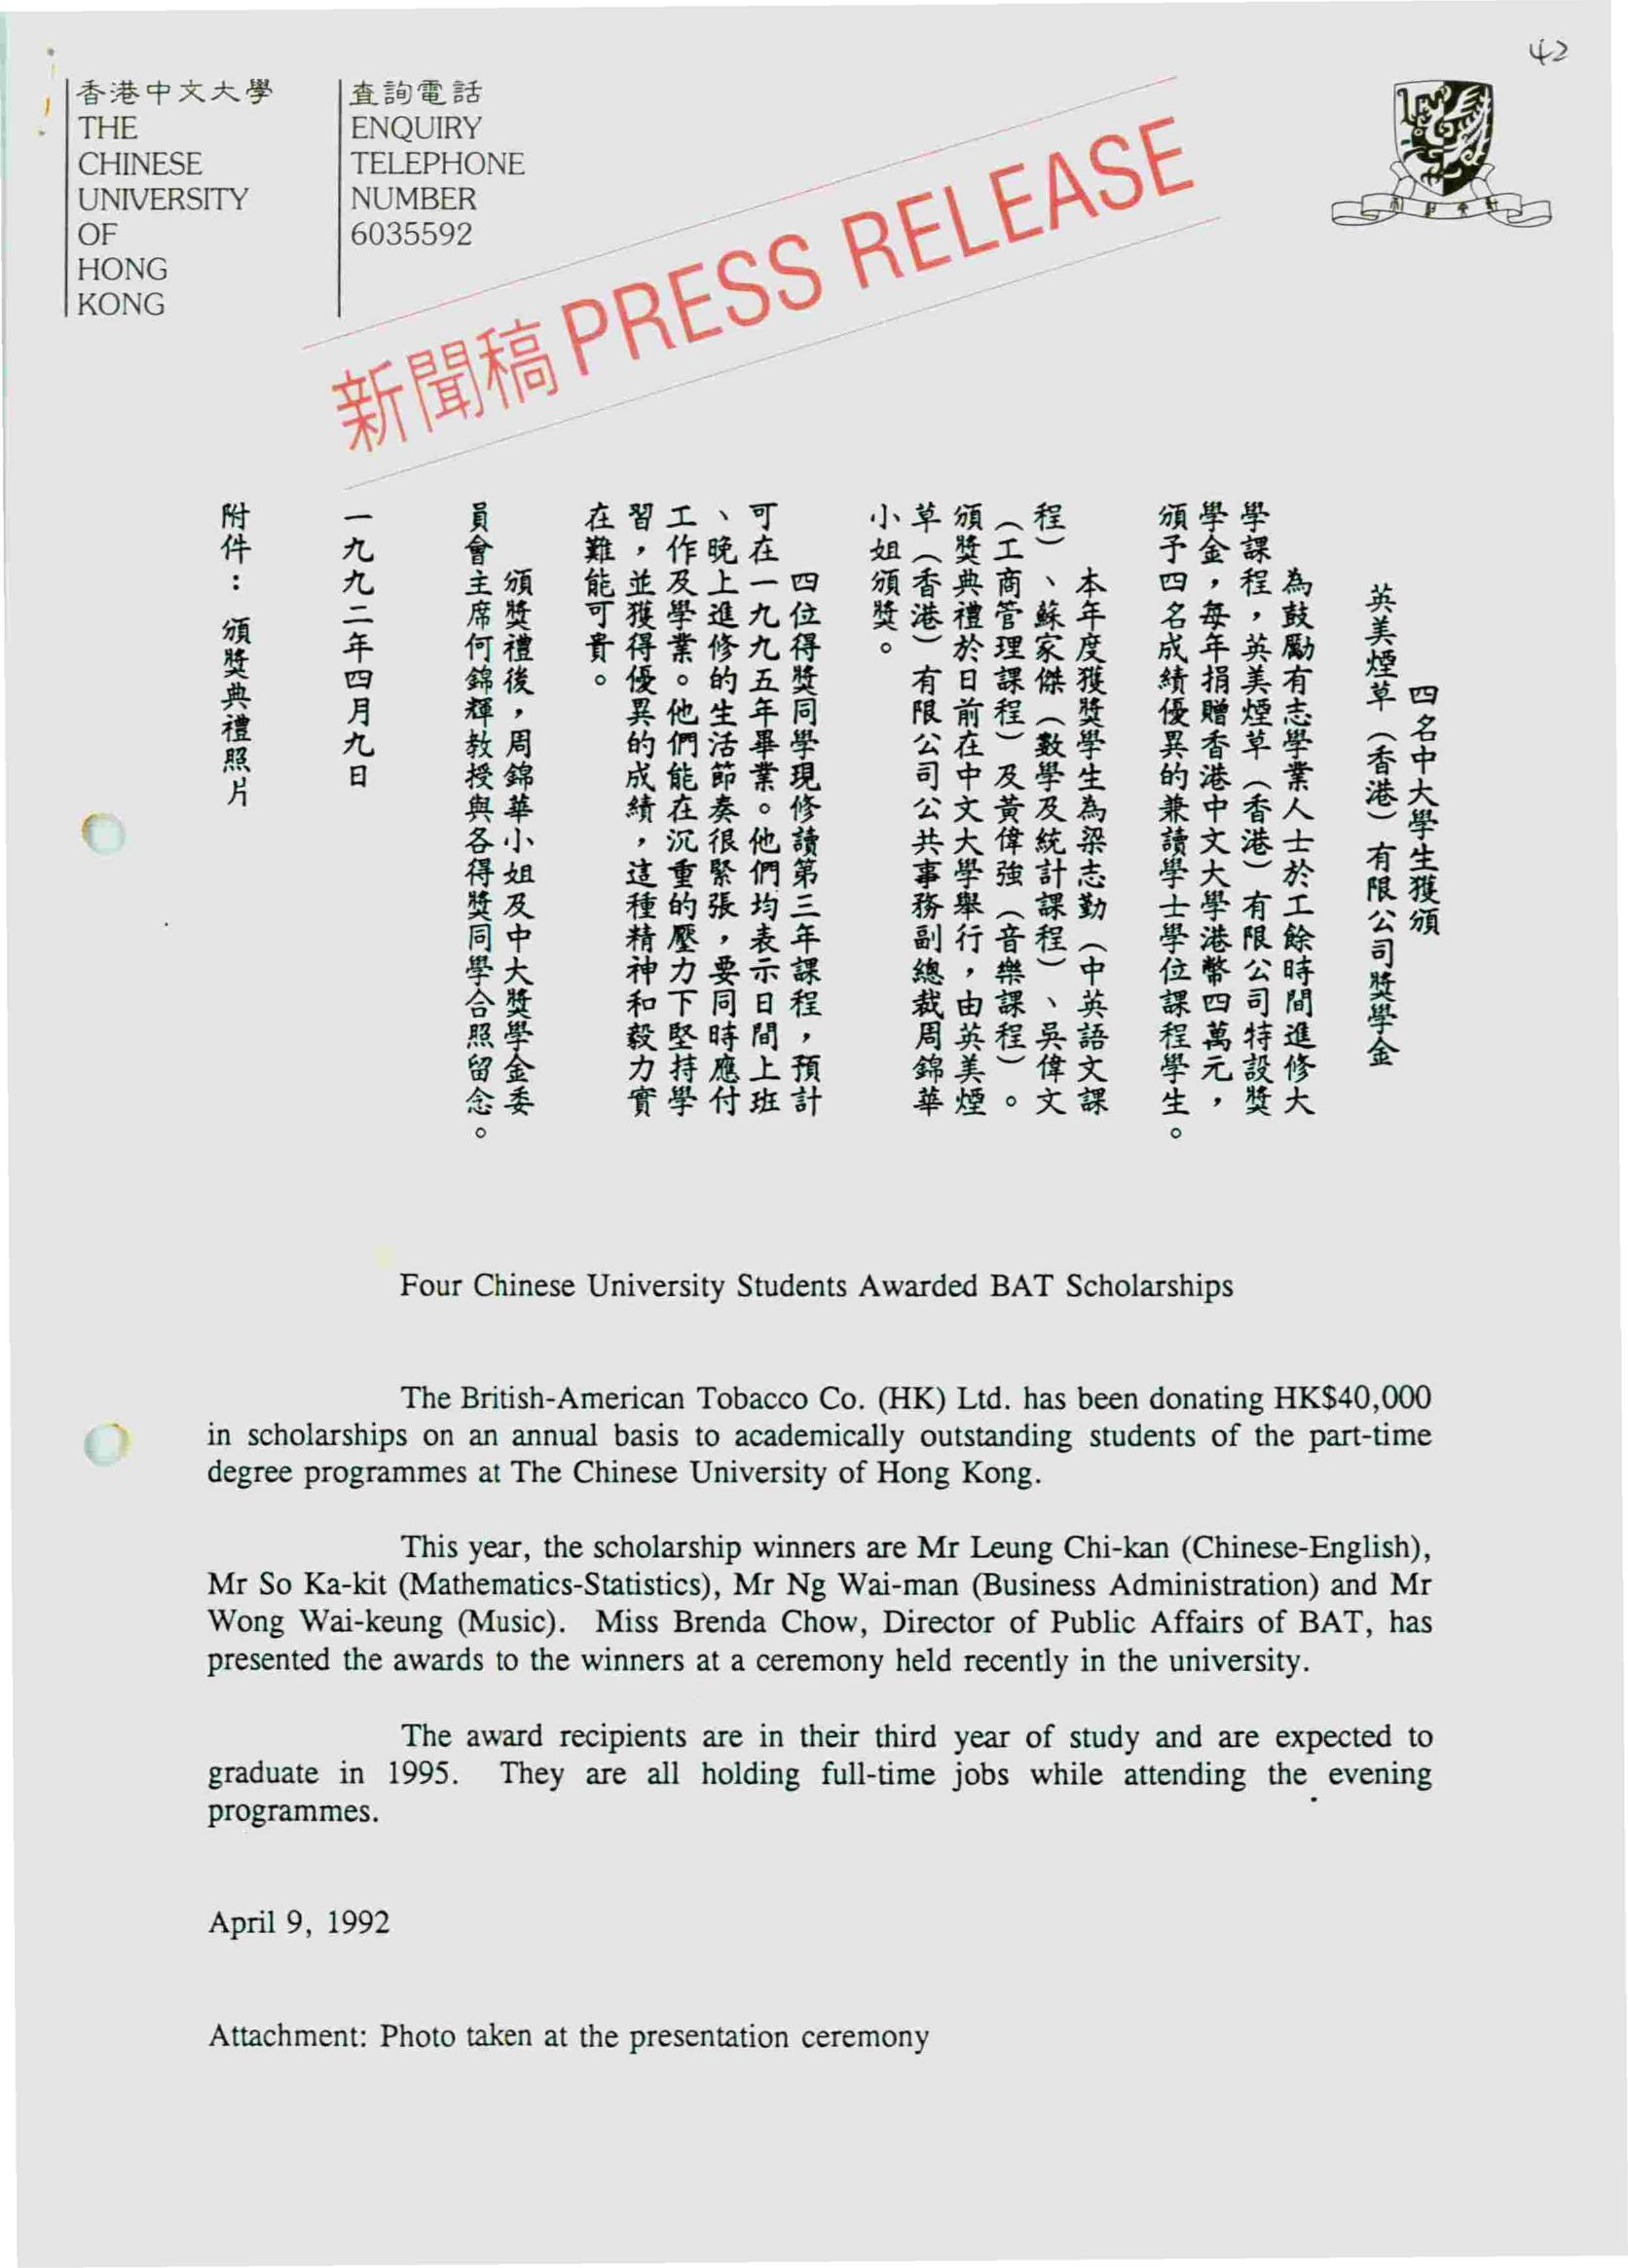 42
香港中文大學
THE
CHINESE
UNIVERSITY
OF
HONG
KONG
查詢電話
ENQUIRY
TELEPHONE
NUMBER
6035592
新聞稿 PRESS RELEASE
四名中大學生獲頒
英美煙草（香港）有限公司獎學金
為鼓勵有志學業人士於工餘時間進修大
學課程，英美煙草（香港）有限公司特設獎
學金，每年捐贈香港中文大學港幣四萬元，
頒予四名成績優異的兼讀學士學位課程學生。
本年度獲獎學生為梁志勤（中英語文課
程）、蘇家傑（數學及統計課程）、吳偉文
（工商管理課程）及黃偉強（音樂課程）。
頒獎典禮於日前在中文大學舉行，由英美煙
草（香港）有限公司公共事務副總裁周錦華
小姐頒獎。
四位得獎同學現修讀第三年課程，預計
可在一九九五年畢業。他們均表示日間上班
、晚上進修的生活節奏很緊張，要同時應付
工作及學業。他們能在沉重的壓力下堅持學
習，並獲得優異的成績，這種精神和毅力實
在難能可貴。
頒獎禮後，周錦華小姐及中大獎學金委
員會主席何錦輝教授與各得獎同學合照留念。
一九九二年四月九日
附件：頒獎典禮照片
Four Chinese University Students Awarded BAT Scholarships
The British-American Tobacco Co. (HK) Ltd. has been donating HK$40,000
in scholarships on an annual basis to academically outstanding students of the part-time
degree programmes at The Chinese University of Hong Kong.
This year, the scholarship winners are Mr Leung Chi-kan (Chinese-English),
Mr So Ka-kit (Mathematics-Statistics), Mr Ng Wai-man (Business Administration) and Mr
Wong Wai-keung (Music). Miss Brenda Chow, Director of Public Affairs of BAT, has
presented the awards to the winners at a ceremony held recently in the university.
The award recipients are in their third year of study and are expected to
graduate in 1995. They are all holding full-time jobs while attending the evening
programmes.
April 9, 1992
Attachment: Photo taken at the presentation ceremony